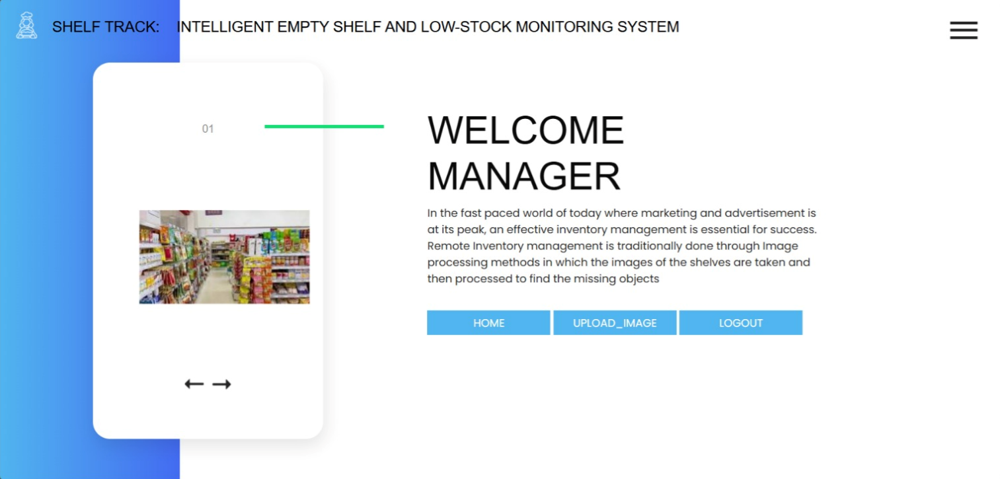 SHELF TRACK: INTELLIGENT EMPTY SHELF AND LOW-STOCK MONITORING SYSTEM
01
WELCOME
MANAGER
In the fast paced world of today where marketing and advertisement is
at its peak, an effective inventory management is essential for success.
Remote Inventory management is traditionally done through Image
processing methods in which the images of the shelves are taken and
then processed to find the missing objects
HOME UPLOAD_IMAGE LOGOUT